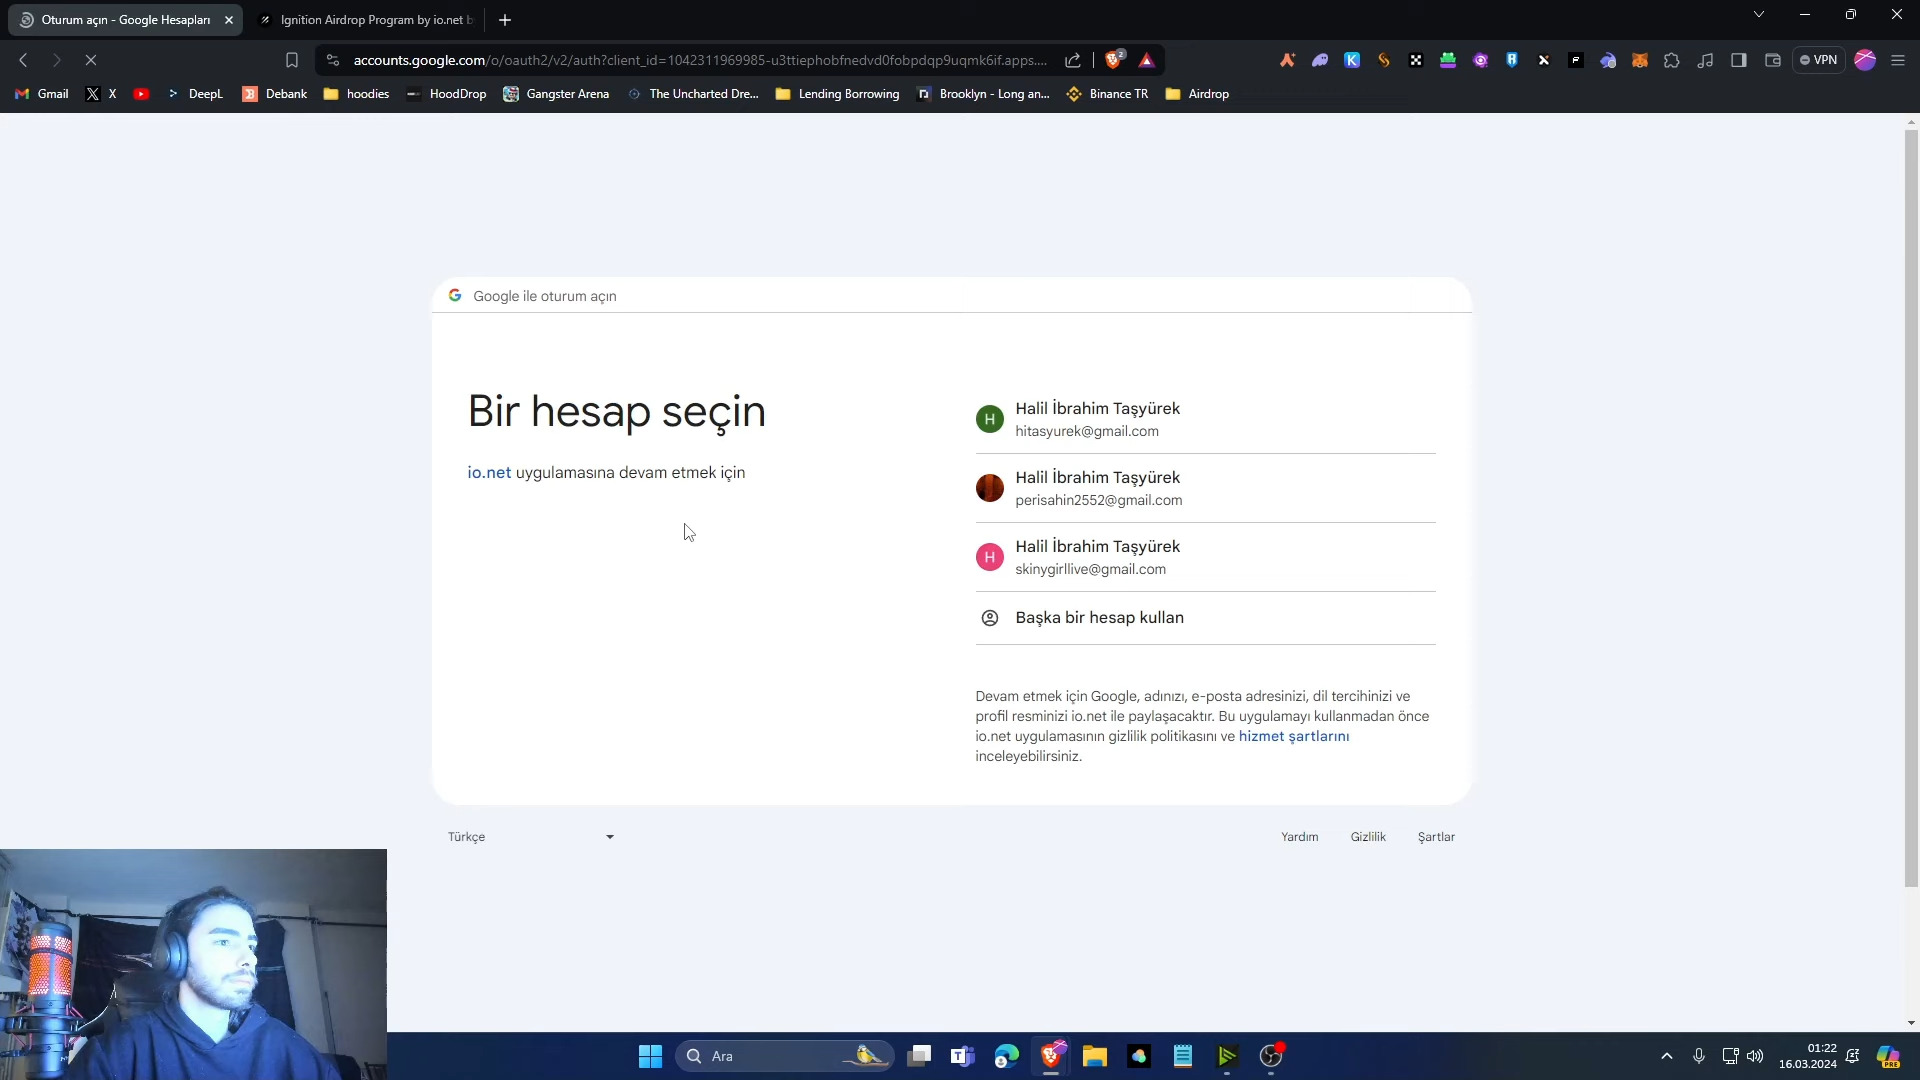 Oturum açın - Google Hesapları
Ignition Airdrop Program by io.net b
accounts.google.com/o/oauth2/v2/auth?client_id=1042311969985-u3ttiephobfnedvd0fobpdqp9uqmk6if.apps....
2
VPN
Gmail
X
DeepL
Debank
hoodies
HoodDrop
Gangster Arena
The Uncharted Dre...
Lending Borrowing
Brooklyn - Long an...
Binance TR
Airdrop
Google ile oturum açın
Bir hesap seçin
io.net uygulamasına devam etmek için
H
Halil İbrahim Taşyürek
hitasyurek@gmail.com
Halil İbrahim Taşyürek
perisahin2552@gmail.com
H
Halil İbrahim Taşyürek
skinygirllive@gmail.com
Başka bir hesap kullan
Devam etmek için Google, adınızı, e-posta adresinizi, dil tercihinizi ve
profil resminizi io.net ile paylaşacaktır. Bu uygulamayı kullanmadan önce
io.net uygulamasının gizlilik politikasını ve hizmet şartlarını
inceleyebilirsiniz.
Türkçe
Yardım
Gizlilik
Şartlar
Ara
01:22
16.03.2024
PRE